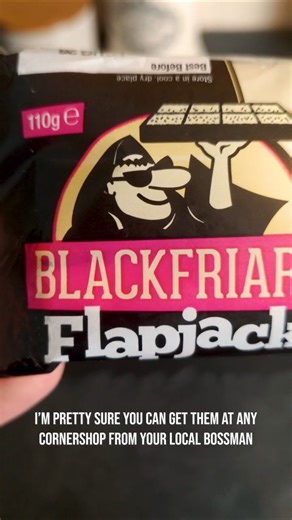 Store in a cool, dry place
Best Before
110g e
BLACKFRIAR
Flapjack
I'M PRETTY SURE YOU CAN GET THEM AT ANY
CORNERSHOP FROM YOUR LOCAL BOSSMAN